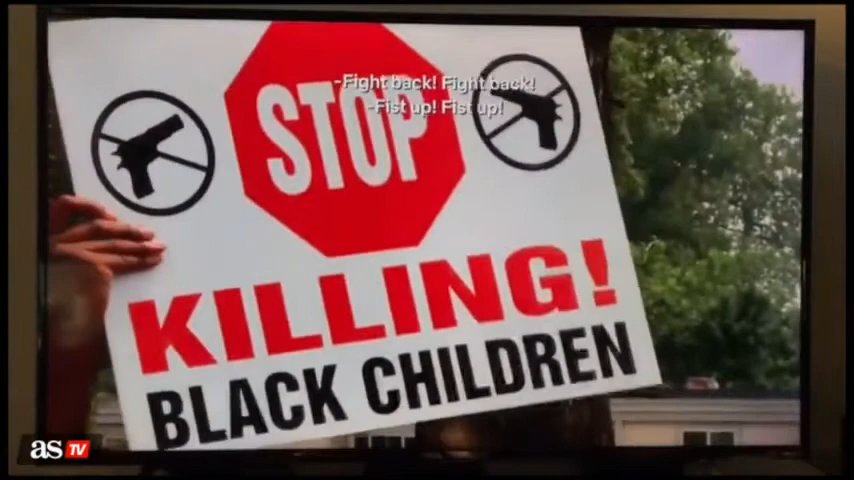 -Fight back! Fight back!
-Fist up! Fist up!
STOP
KILLING!
BLACK CHILDREN
as TV